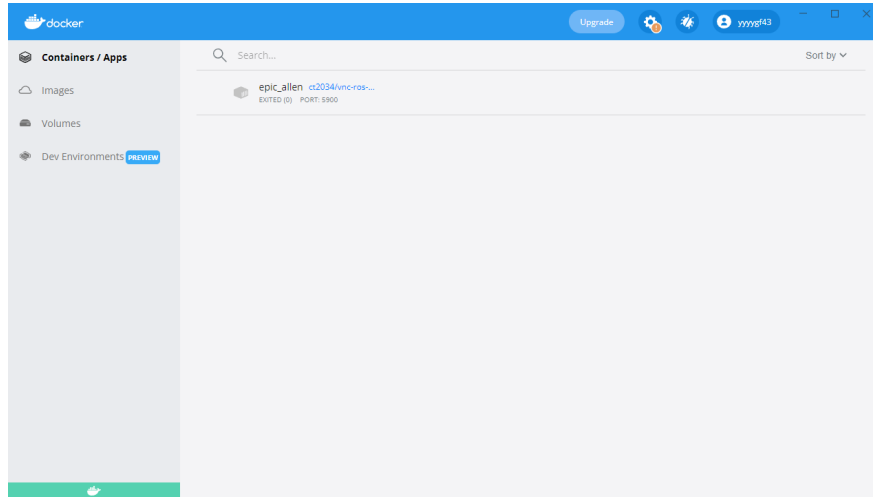 docker
Upgrade
yyyygf43
Containers / Apps
Images
Volumes
Dev Environments PREVIEW
Search...
Sort by
epic_allen ct2034/vnc-ros-...
EXITED (0) PORT: 5900